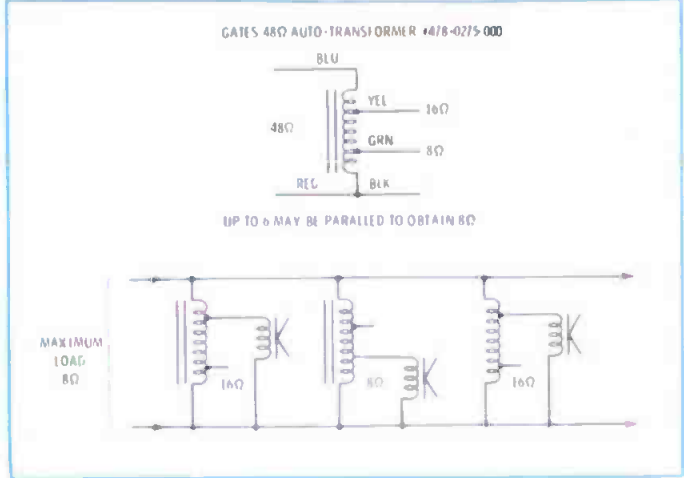 GATES 48Ω AUTO-TRANSFORMER #478-0275-000
BLU
YEL
16Ω
48Ω
GRN
8Ω
RED
BLK
UP TO 6 MAY BE PARALLED TO OBTAIN 8Ω
MAXIMUM
LOAD
8Ω
16Ω
8Ω
16Ω